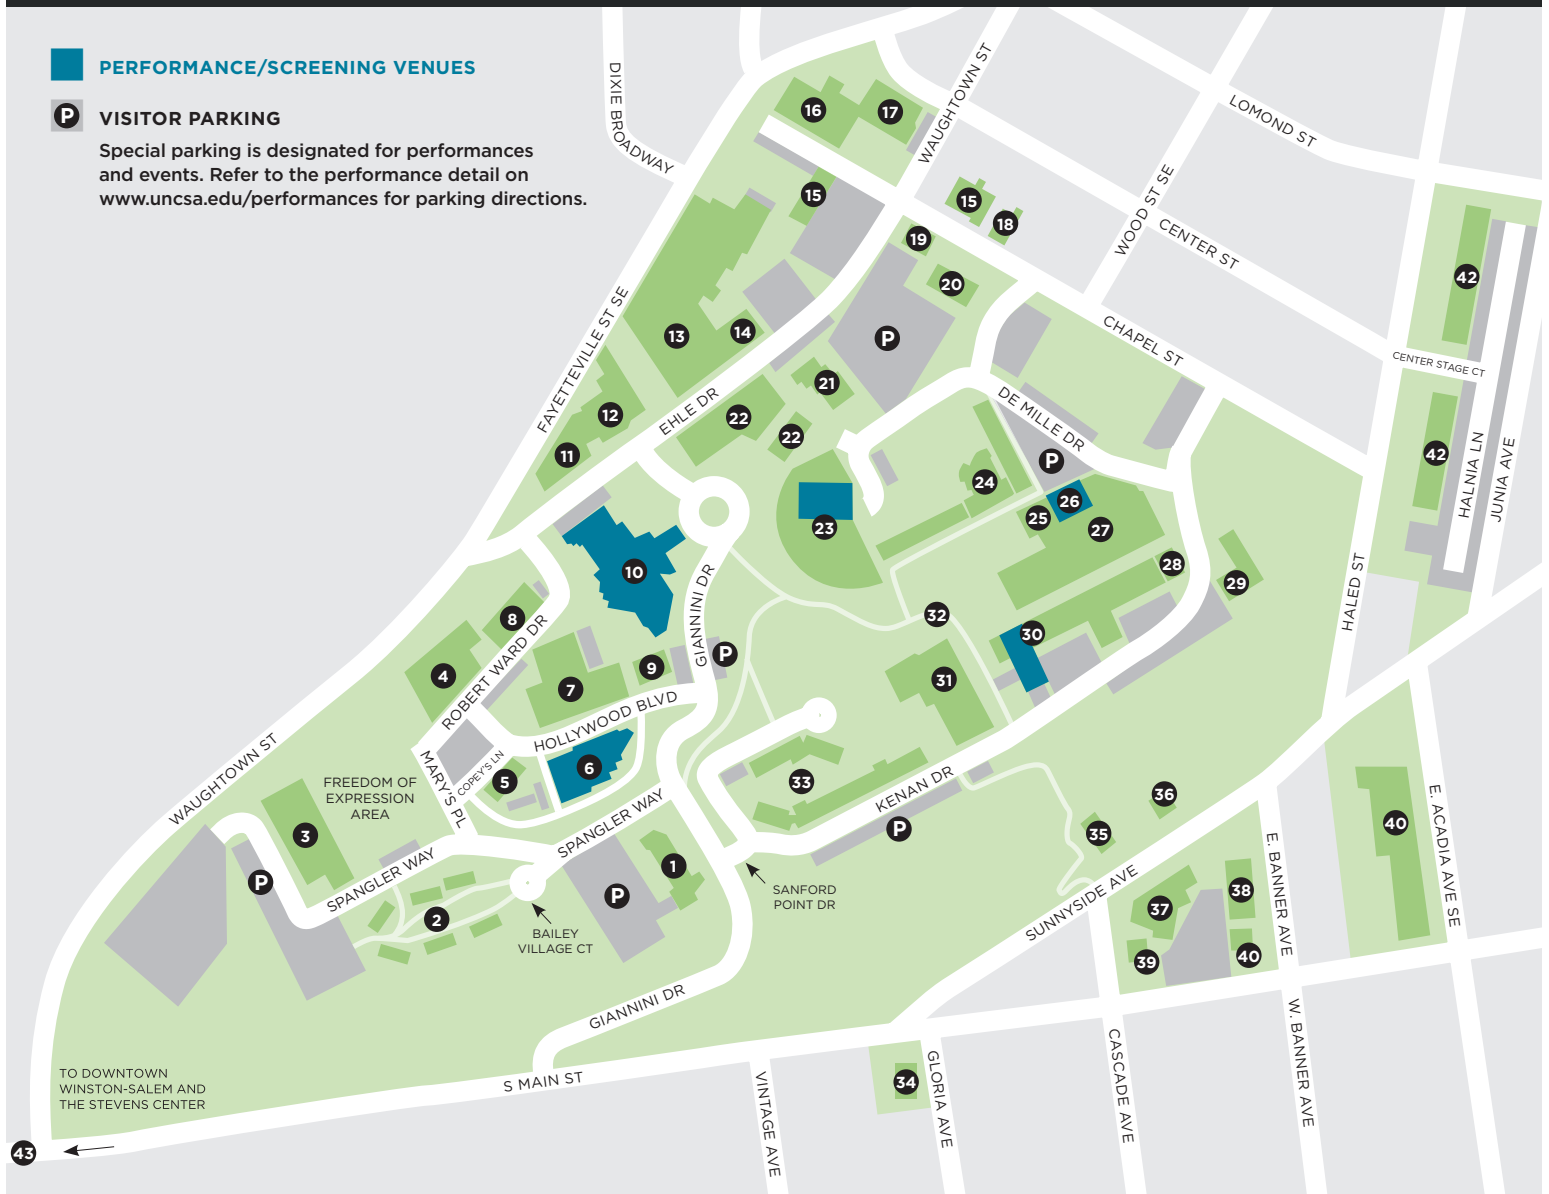 PERFORMANCE/SCREENING VENUES
P
VISITOR PARKING
Special parking is designated for performances
and events. Refer to the performance detail on
www.uncsa.edu/performances for parking directions.
DIXIE BROADWAY
WAUGHTOWN ST
LOMOND ST
16
17
15
15
18
WOOD ST SE
CENTER ST
19
20
42
FAYETTEVILLE ST SE
13
14
P
CHAPEL ST
CENTER STAGE CT
21
12
EHLE DR
22
22
DE MILLE DR
11
P
42
HALNIA LN
JUNIA AVE
24
23
26
25
27
10
GIANNINI DR
28
29
HALED ST
8
32
30
ROBERT WARD DR
4
9
P
7
31
HOLLYWOOD BLVD
WAUGHTOWN ST
MARY'S PL
COPEY'S LN
5
6
FREEDOM OF
EXPRESSION
AREA
33
KENAN DR
36
3
SPANGLER WAY
P
35
40
E. ACADIA AVE SE
E. BANNER AVE
SPANGLER WAY
P
1
P
SANFORD
POINT DR
SUNNYSIDE AVE
37
38
2
BAILEY
VILLAGE CT
39
40
GIANNINI DR
W. BANNER AVE
CASCADE AVE
TO DOWNTOWN
WINSTON-SALEM AND
THE STEVENS CENTER
S MAIN ST
VINTAGE AVE
34
GLORIA AVE
43